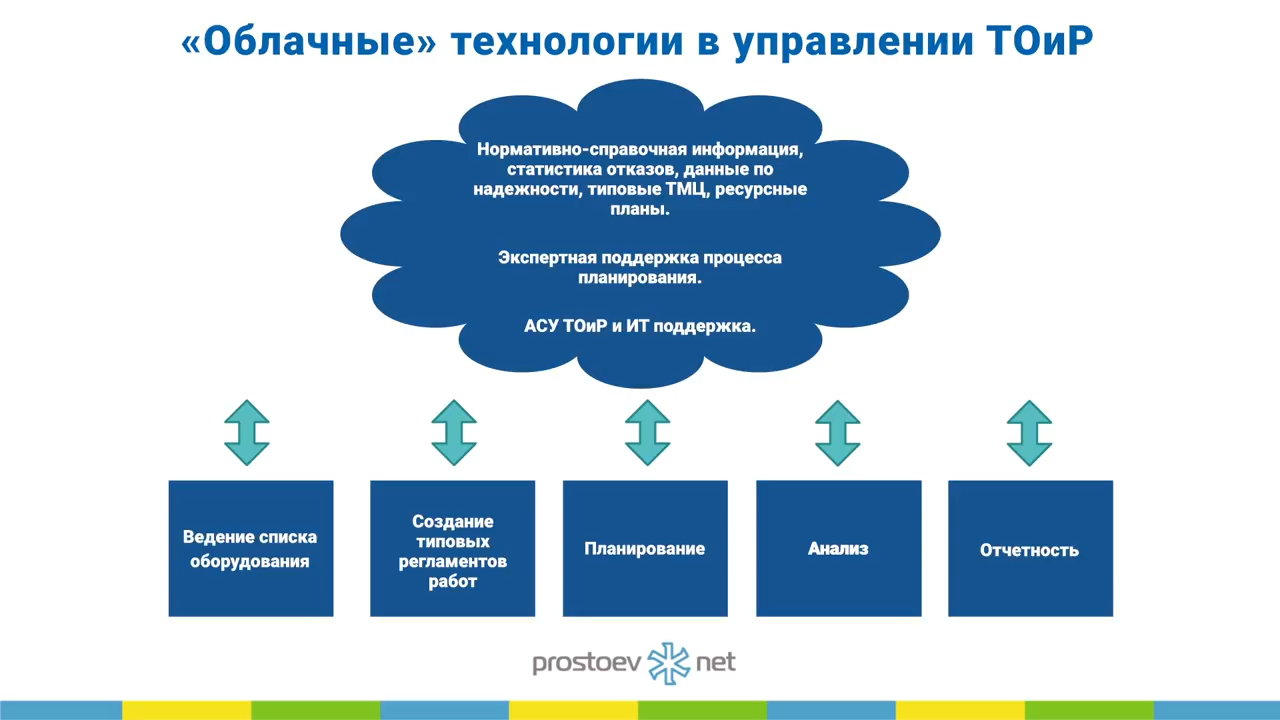 «Облачные» технологии в управлении ТОиР
Нормативно-справочная информация,
статистика отказов, данные по
надежности, типовые ТМЦ, ресурсные
планы.
Экспертная поддержка процесса
планирования.
АСУ ТОиР и ИТ поддержка.
Ведение списка
оборудования
Создание
типовых
регламентов
работ
Планирование
Анализ
Отчетность
prostoev net